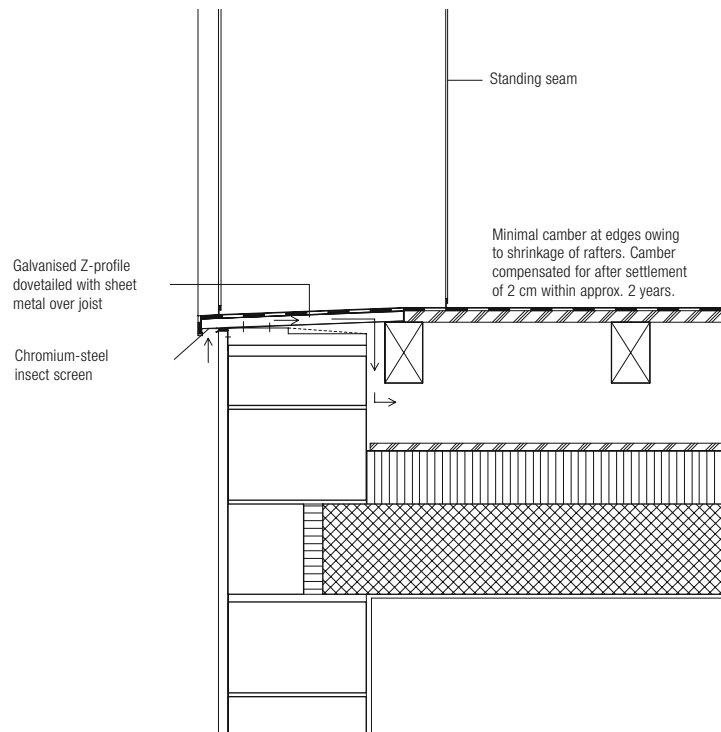 Standing seam
Minimal camber at edges owing
to shrinkage of rafters. Camber
compensated for after settlement
of 2 cm within approx. 2 years.
Galvanised Z-profile
dovetailed with sheet
metal over joist
Chromium-steel
insect screen